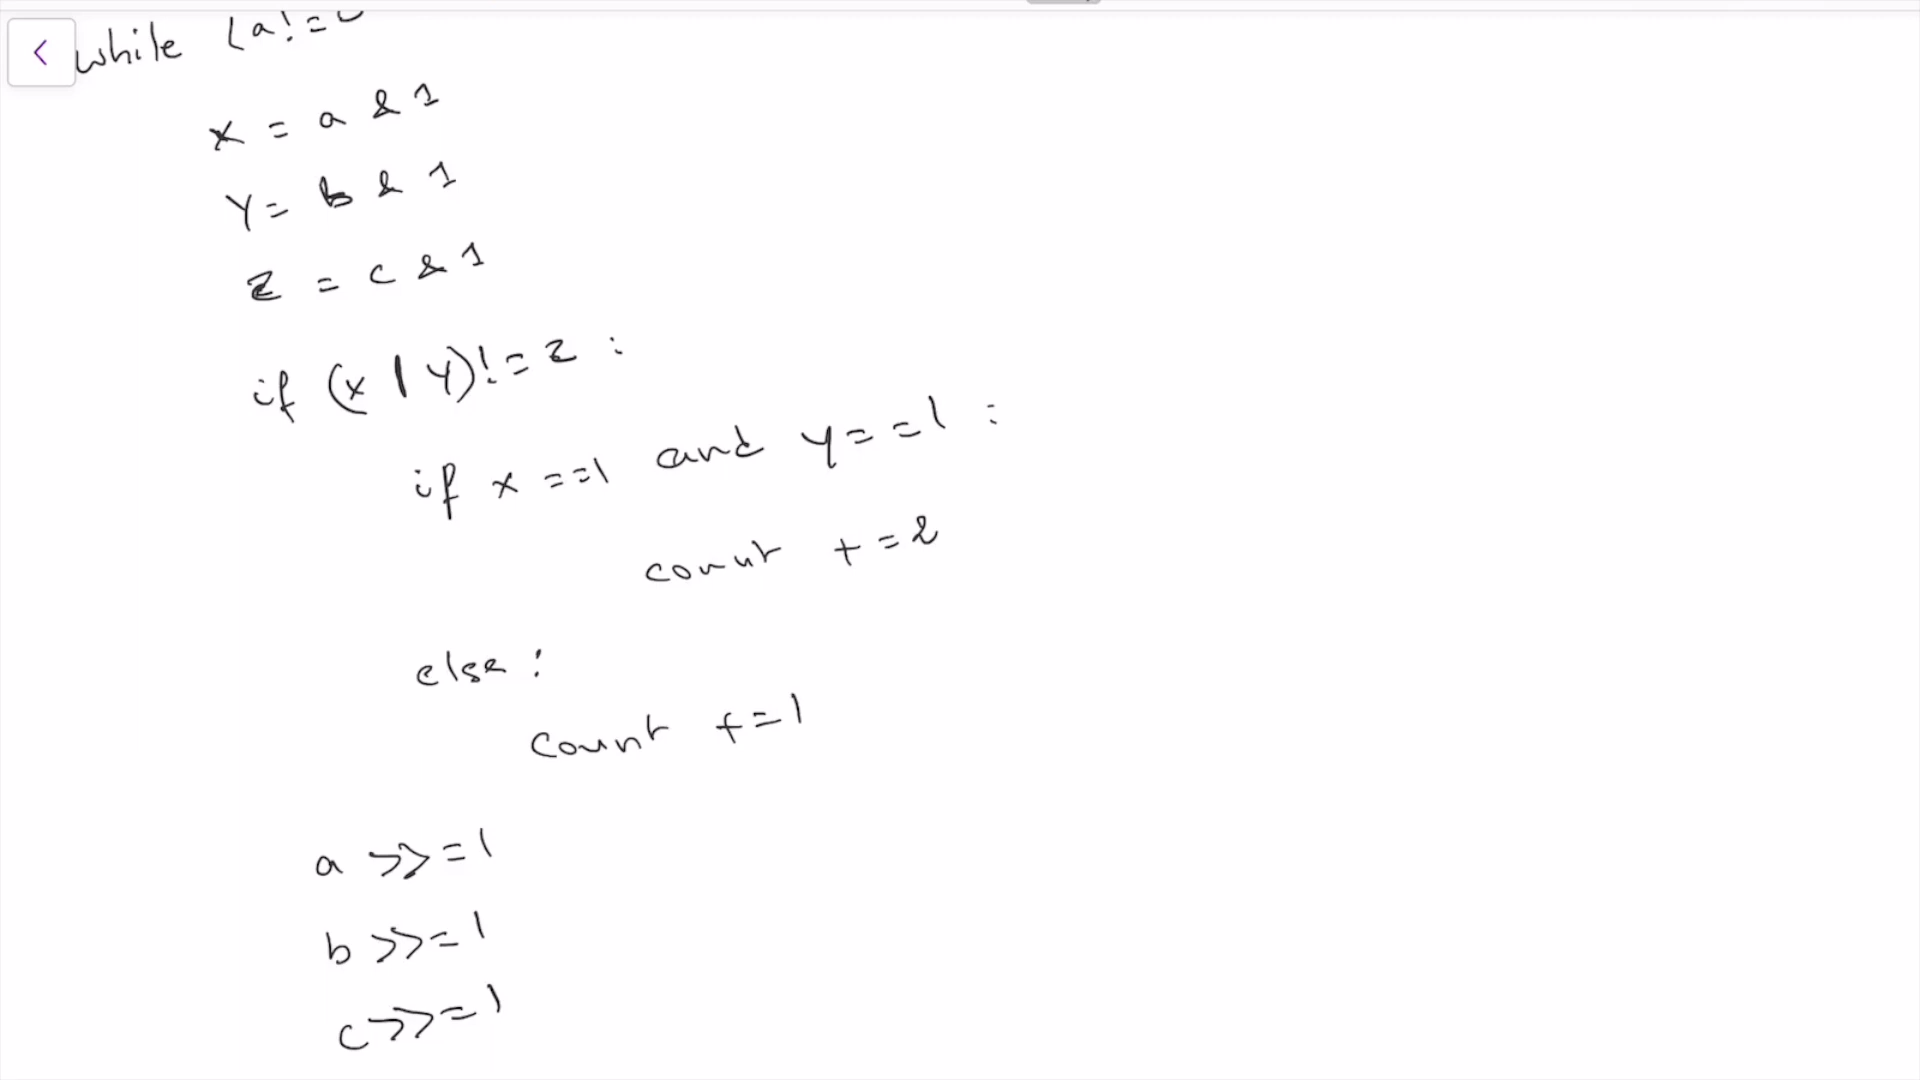 while (a!=0
x = a & 1
Y = b & 1
z = c & 1
if (x | y)!=z :
if x ==1 and y==1 :
count +=2
else :
count +=1
a >>=1
b >>=1
c >>=1